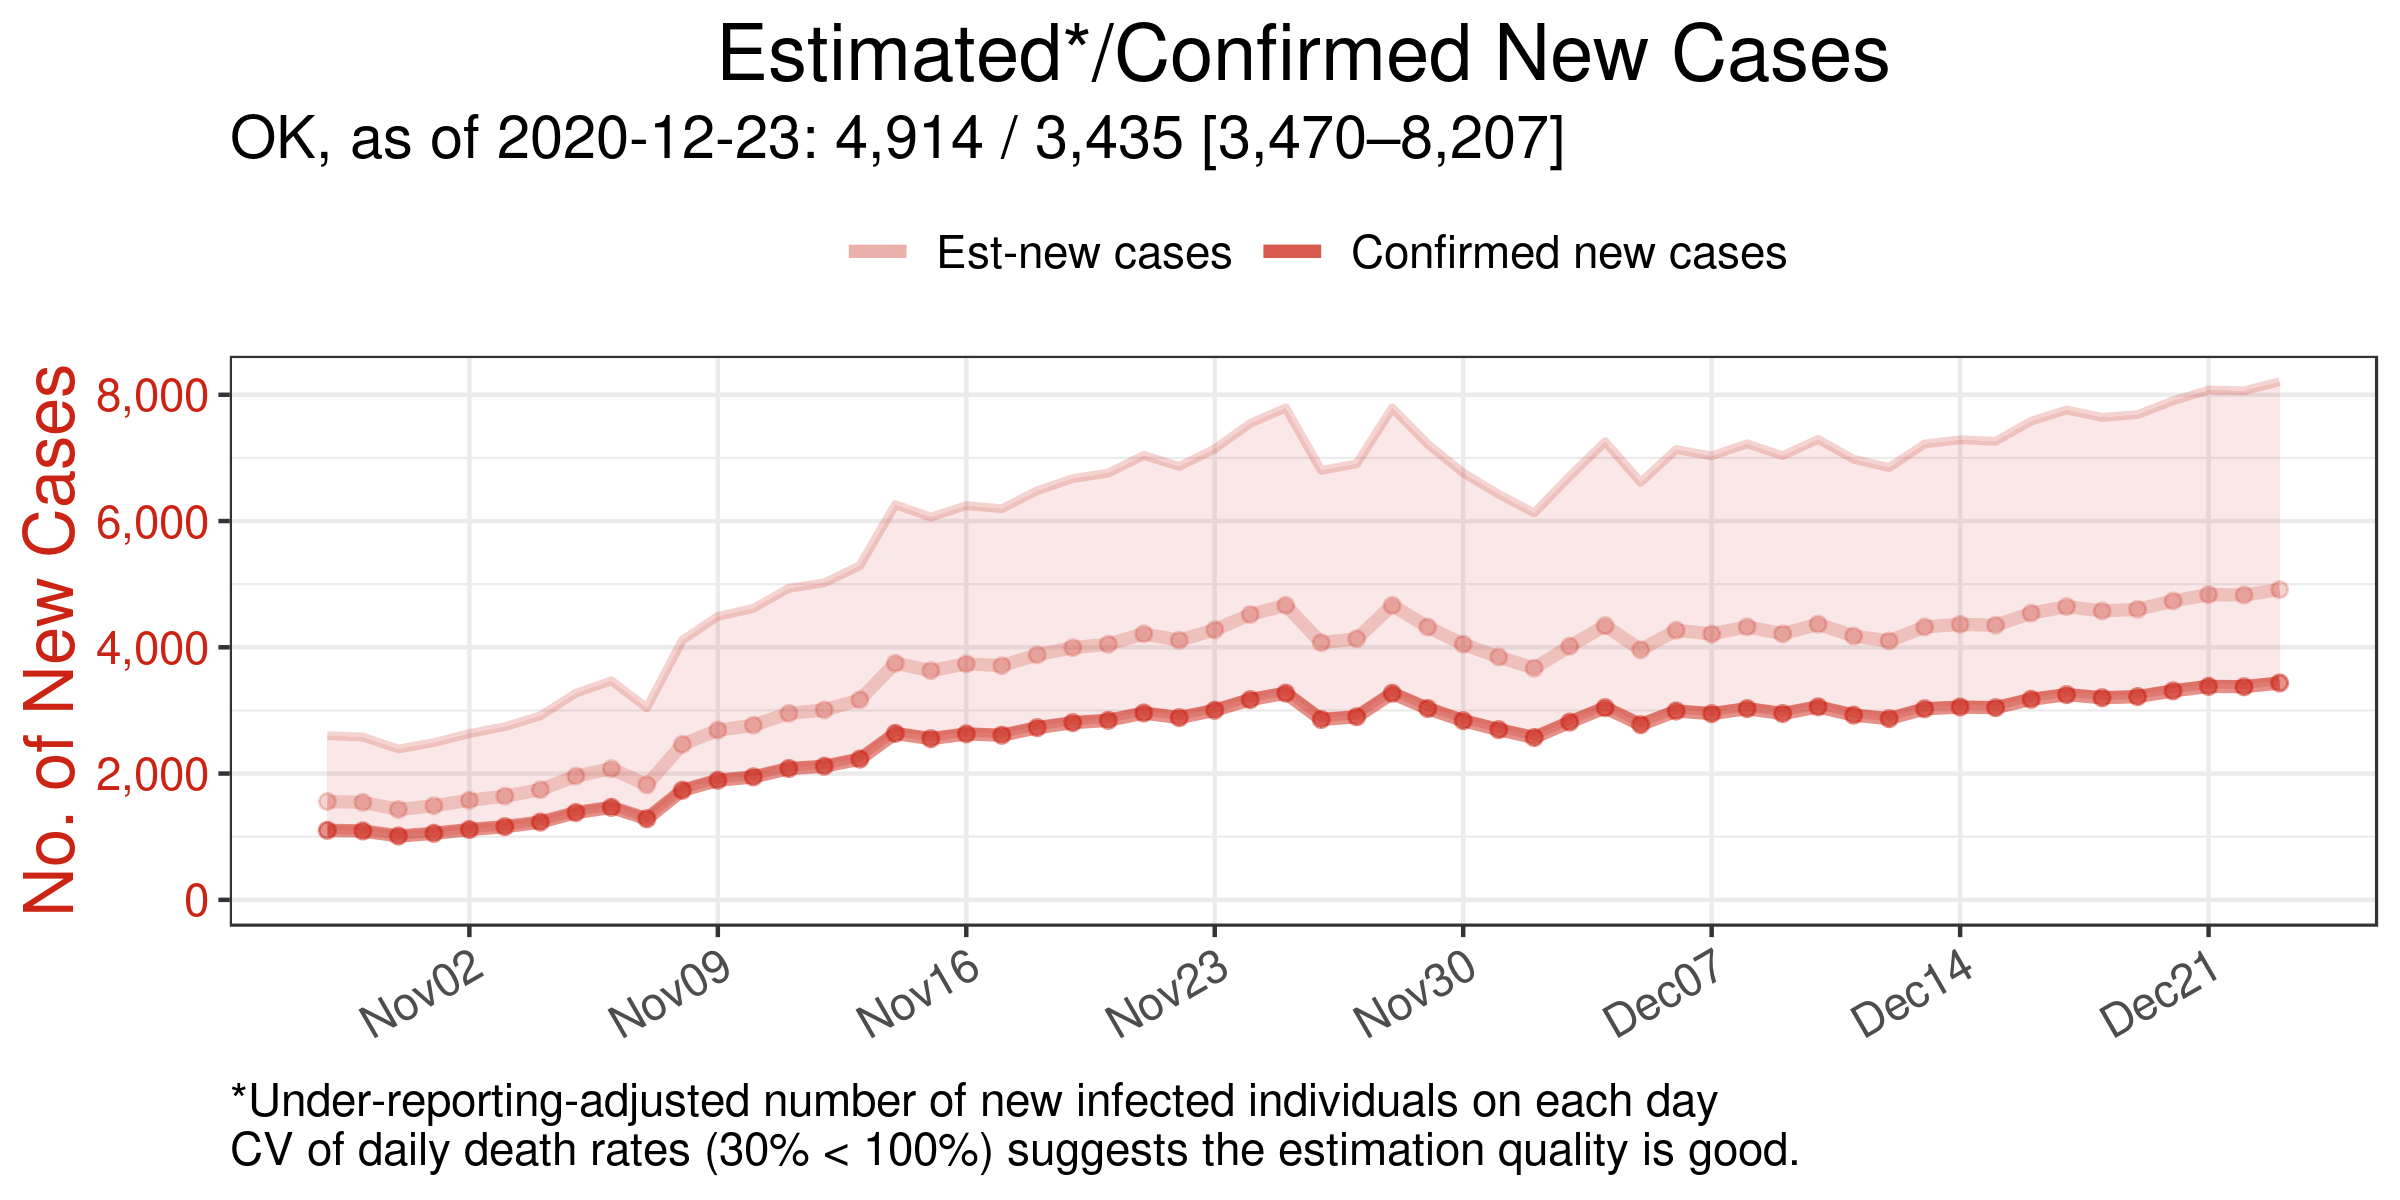 Estimated*/Confirmed New Cases
OK, as of 2020-12-23: 4,914 / 3,435 [3,470–8,207]
Est-new cases
Confirmed new cases
No. of New Cases
8,000
6,000
4,000
2,000
0
Nov02
Nov09
Nov16
Nov23
Nov30
Dec07
Dec14
Dec21
*Under-reporting-adjusted number of new infected individuals on each day
CV of daily death rates (30% < 100%) suggests the estimation quality is good.